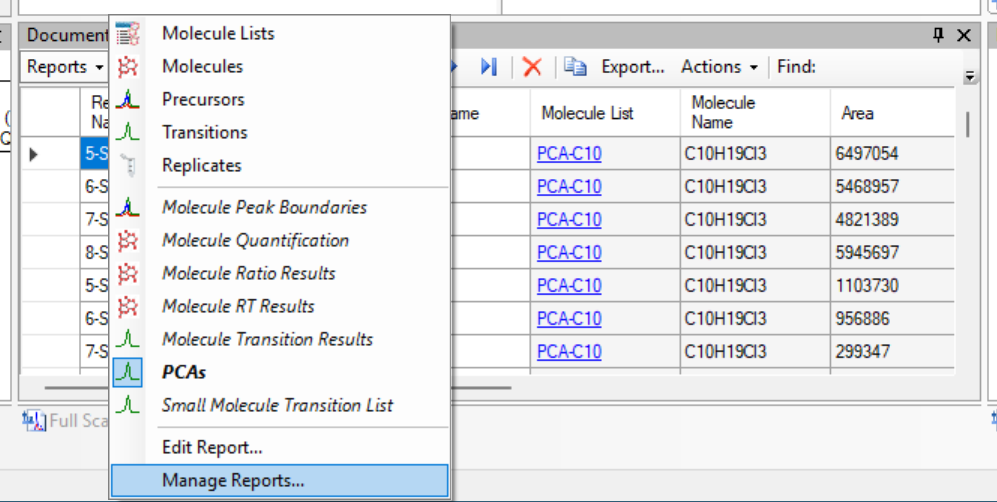 Document
Reports
Molecule Lists
Molecules
Precursors
Transitions
Replicates
Molecule Peak Boundaries
Molecule Quantification
Molecule Ratio Results
Molecule RT Results
Molecule Transition Results
PCAs
Small Molecule Transition List
Edit Report...
Manage Reports...
Export... Actions Find:
Re
Na
ame
Molecule List
Molecule
Name
Area
5-S PCA-C10 C10H19Cl3 6497054
6-S PCA-C10 C10H19Cl3 5468957
7-S PCA-C10 C10H19Cl3 4821389
8-S PCA-C10 C10H19Cl3 5945697
5-S PCA-C10 C10H19Cl3 1103730
6-S PCA-C10 C10H19Cl3 956886
7-S PCA-C10 C10H19Cl3 299347
Full Sca